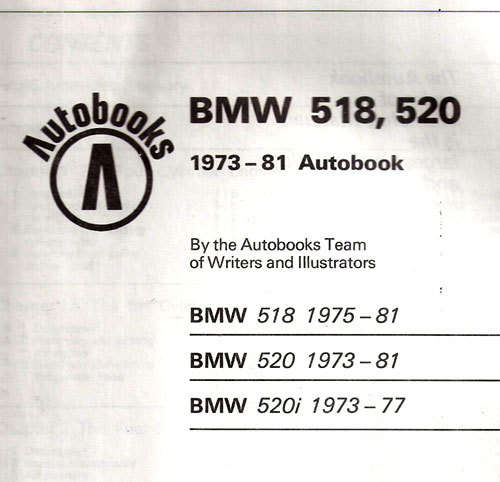 Autobooks
BMW 518, 520
1973-81 Autobook
By the Autobooks Team
of Writers and Illustrators
BMW 518 1975-81
BMW 520 1973-81
BMW 520i 1973-77